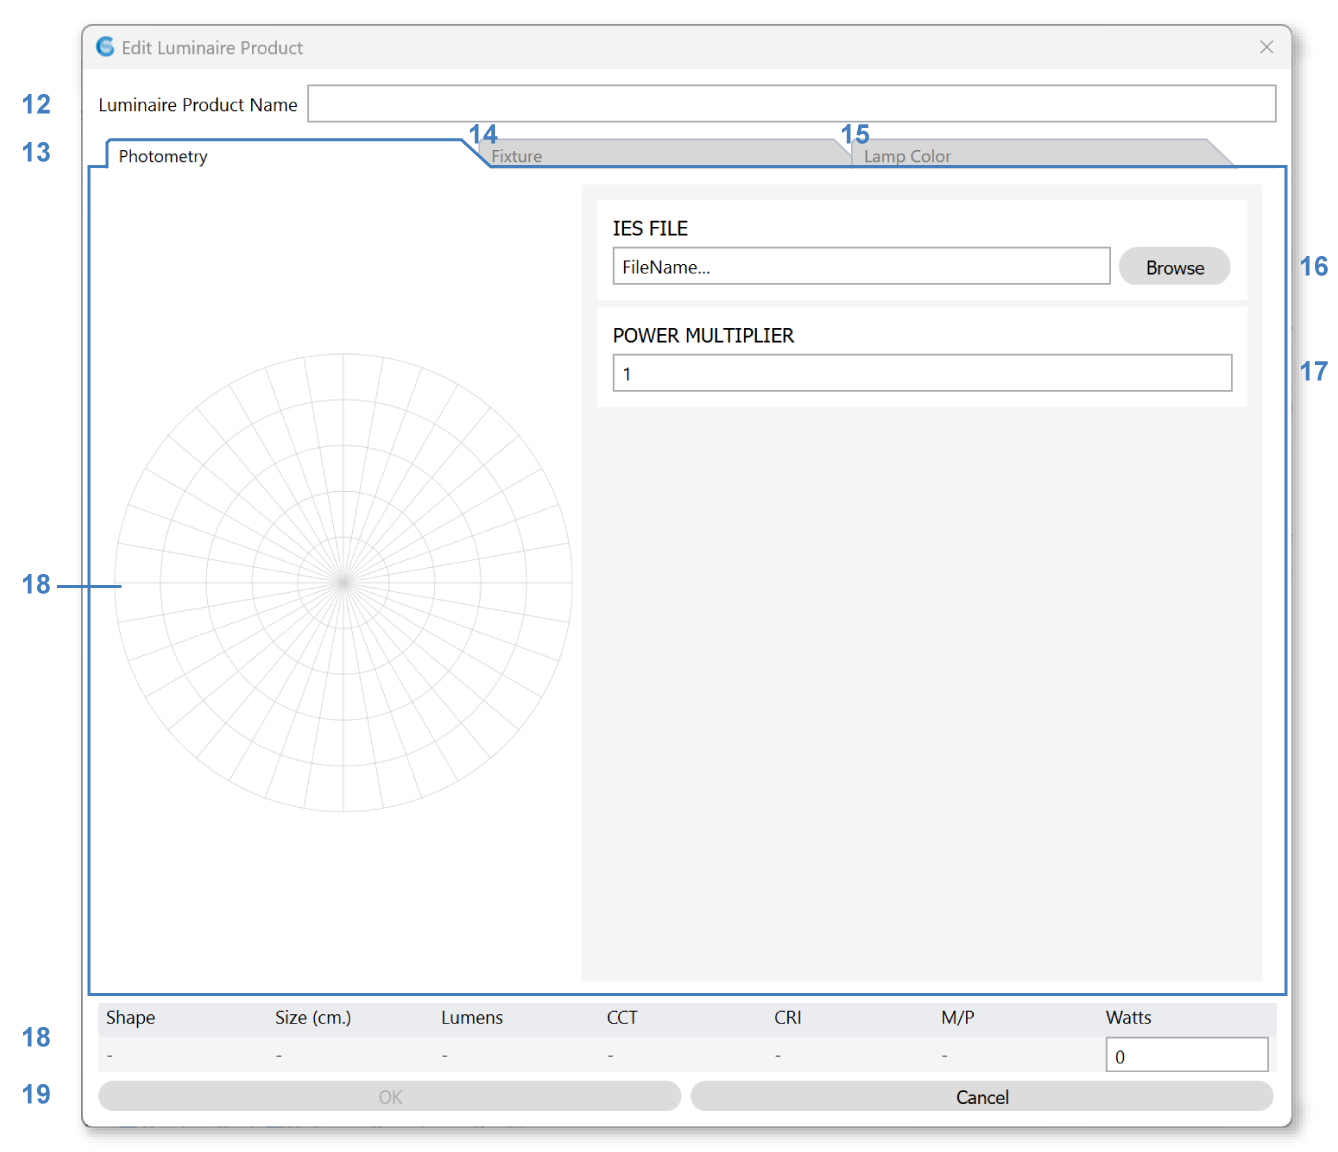 Edit Luminaire Product
12 Luminaire Product Name
13 Photometry 14 Fixture 15 Lamp Color
IES FILE
FileName... Browse 16
POWER MULTIPLIER
1 17
18
Shape Size (cm.) Lumens CCT CRI M/P Watts
18
- - - - - - 0
19 OK Cancel